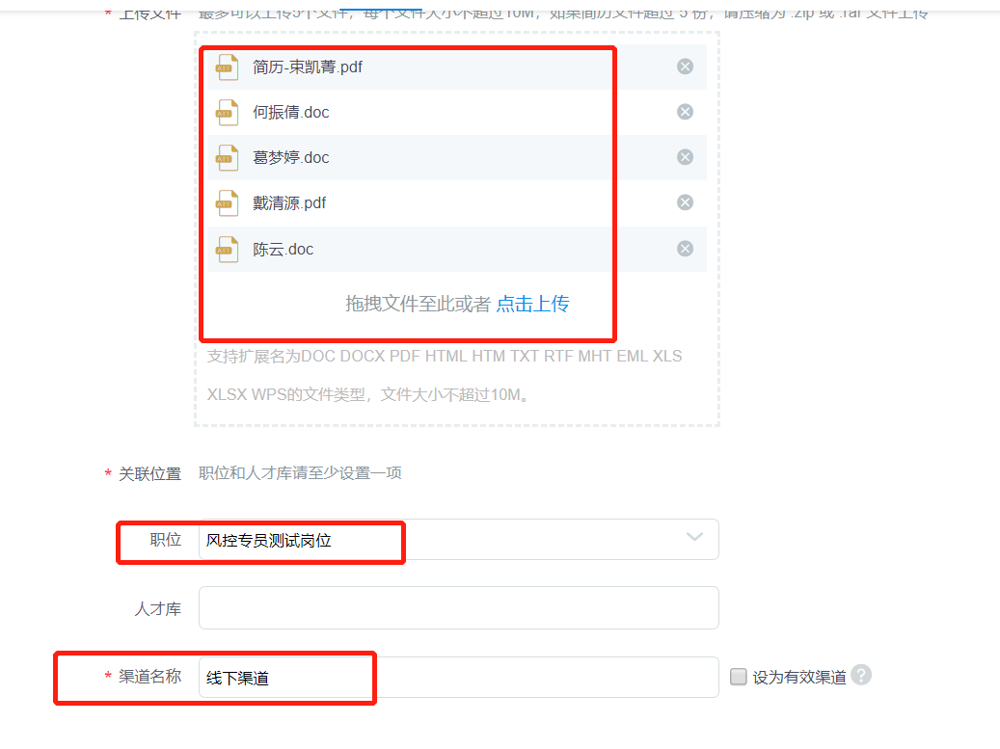 * 上传文件 最多可以上传5个文件，每个文件大小不超过10M，如果简历文件超过 5 份，请压缩为 .zip 或 .rar 文件上传
ATT 简历-束凯菁.pdf
ATT 何振倩.doc
ATT 葛梦婷.doc
ATT 戴清源.pdf
ATT 陈云.doc
拖拽文件至此或者 点击上传
支持扩展名为DOC DOCX PDF HTML HTM TXT RTF MHT EML XLS
XLSX WPS的文件类型，文件大小不超过10M。
* 关联位置 职位和人才库请至少设置一项
职位 风控专员测试岗位
人才库
* 渠道名称 线下渠道 设为有效渠道 ?